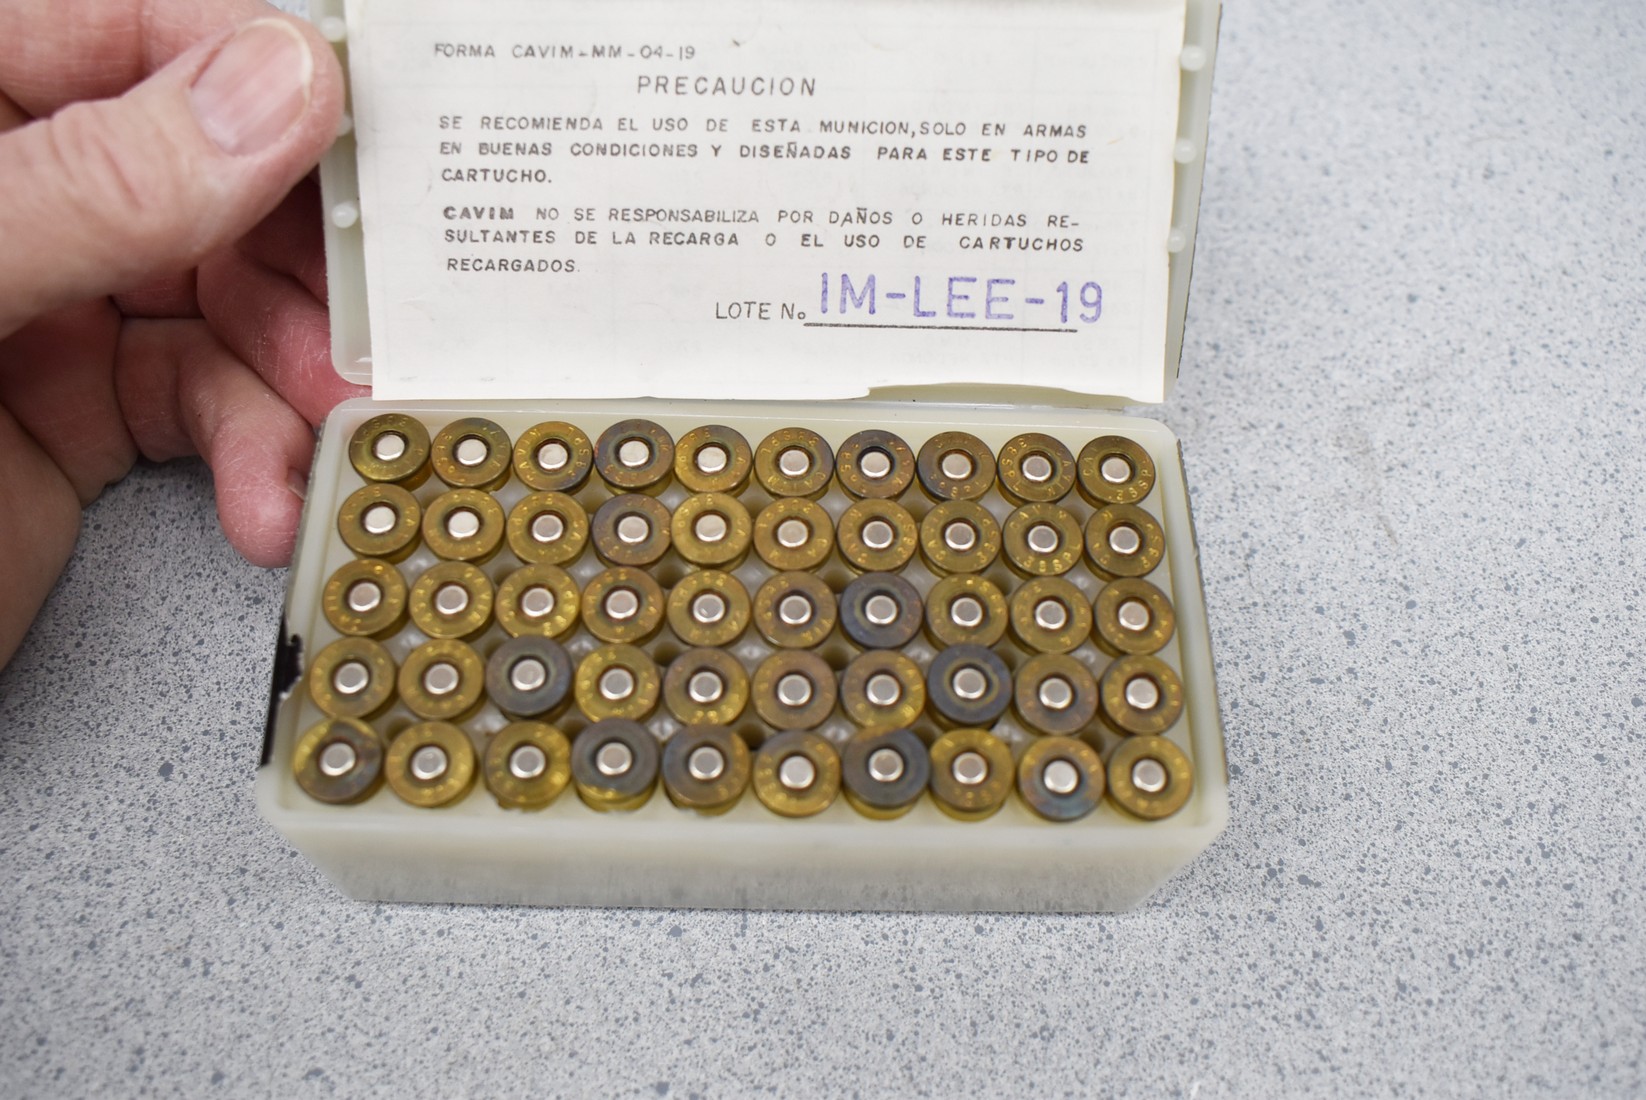 FORMA CAVIM-MM-04-19
PRECAUCION
SE RECOMIENDA EL USO DE ESTA MUNICION, SOLO EN ARMAS
EN BUENAS CONDICIONES Y DISEÑADAS PARA ESTE TIPO DE
CARTUCHO.
CAVIM NO SE RESPONSABILIZA POR DAÑOS O HERIDAS RE-
SULTANTES DE LA RECARGA O EL USO DE CARTUCHOS
RECARGADOS.
LOTE No IM-LEE-19